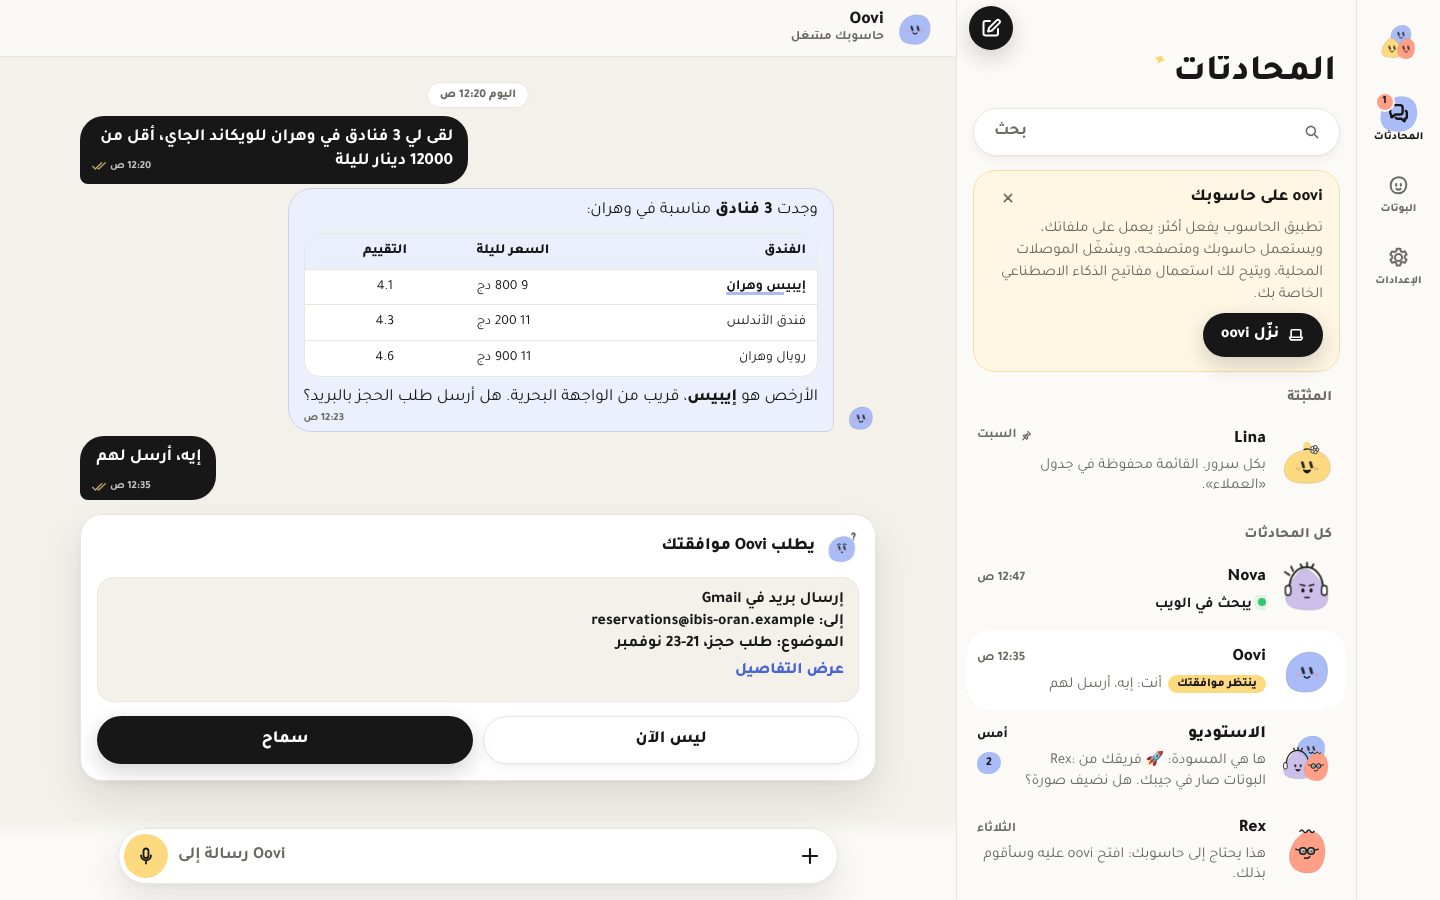 1
المحادثات
البوتات
الإعدادات
المحادثات
بحث
oovi على حاسوبك
تطبيق الحاسوب يفعل أكثر: يعمل على ملفاتك،
ويستعمل حاسوبك ومتصفحه، ويشغّل الموصلات
المحلية، ويتيح لك استعمال مفاتيح الذكاء الاصطناعي
الخاصة بك.
نزّل oovi
المثبّتة
Lina
السبت
بكل سرور. القائمة محفوظة في جدول
«العملاء».
كل المحادثات
Nova
12:47 ص
يبحث في الويب
Oovi
12:35 ص
ينتظر موافقتك أنت: إيه، أرسل لهم
الاستوديو
أمس
Rex: ها هي المسودة: 🚀 فريقك من
البوتات صار في جيبك. هل نضيف صورة؟
2
Rex
الثلاثاء
هذا يحتاج إلى حاسوبك: افتح oovi عليه وسأقوم
بذلك.
Oovi
حاسوبك مشغل
اليوم 12:20 ص
لقى لي 3 فنادق في وهران للويكاند الجاي، أقل من
12000 دينار لليلة
12:20 ص
وجدت 3 فنادق مناسبة في وهران:
الفندق السعر لليلة التقييم
إيبيس وهران 9 800 دج 4.1
فندق الأندلس 11 200 دج 4.3
رويال وهران 11 900 دج 4.6
الأرخص هو إيبيس، قريب من الواجهة البحرية. هل أرسل طلب الحجز بالبريد؟
12:23 ص
إيه، أرسل لهم
12:35 ص
?
يطلب Oovi موافقتك
إرسال بريد في Gmail
إلى: reservations@ibis-oran.example
الموضوع: طلب حجز، 21-23 نوفمبر
عرض التفاصيل
ليس الآن
سماح
Oovi رسالة إلى